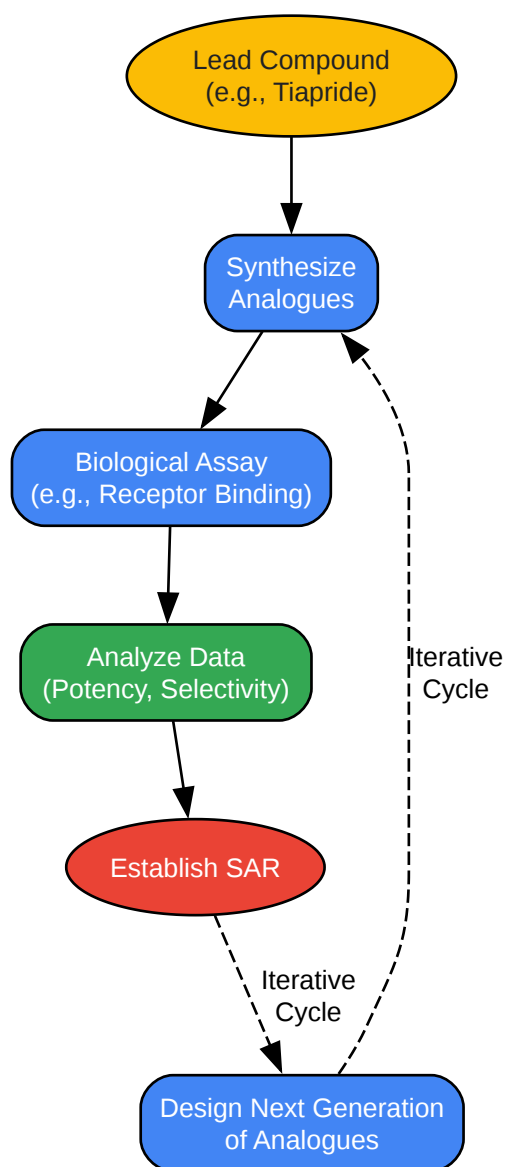 Lead Compound
(e.g., Tiapride)
Synthesize
Analogues
Biological Assay
(e.g., Receptor Binding)
Analyze Data
(Potency, Selectivity)
Iterative
Cycle
Establish SAR
Iterative
Cycle
Design Next Generation
of Analogues